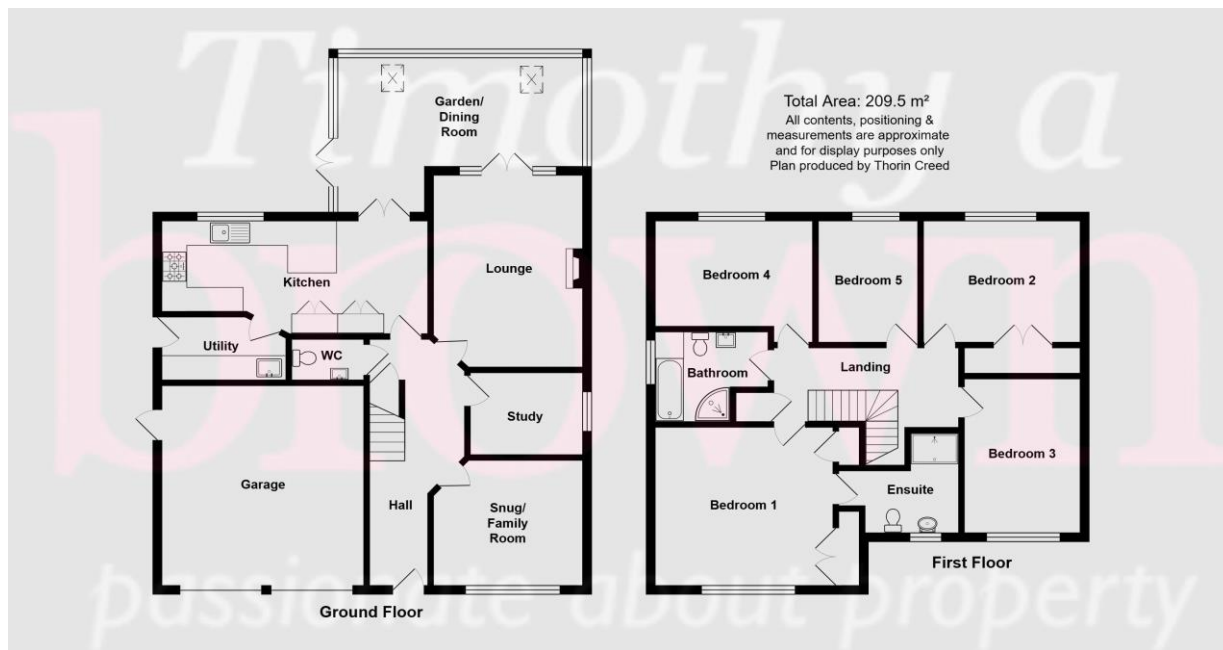 Timothy a
brown
passionate about property
Total Area: 209.5 m²
All contents, positioning &
measurements are approximate
and for display purposes only
Plan produced by Thorin Creed
Garden/
Dining
Room
Lounge
Kitchen
Utility
WC
Study
Garage
Hall
Snug/
Family
Room
Ground Floor
Bedroom 4
Bedroom 5
Bedroom 2
Landing
Bathroom
Bedroom 3
Bedroom 1
Ensuite
First Floor